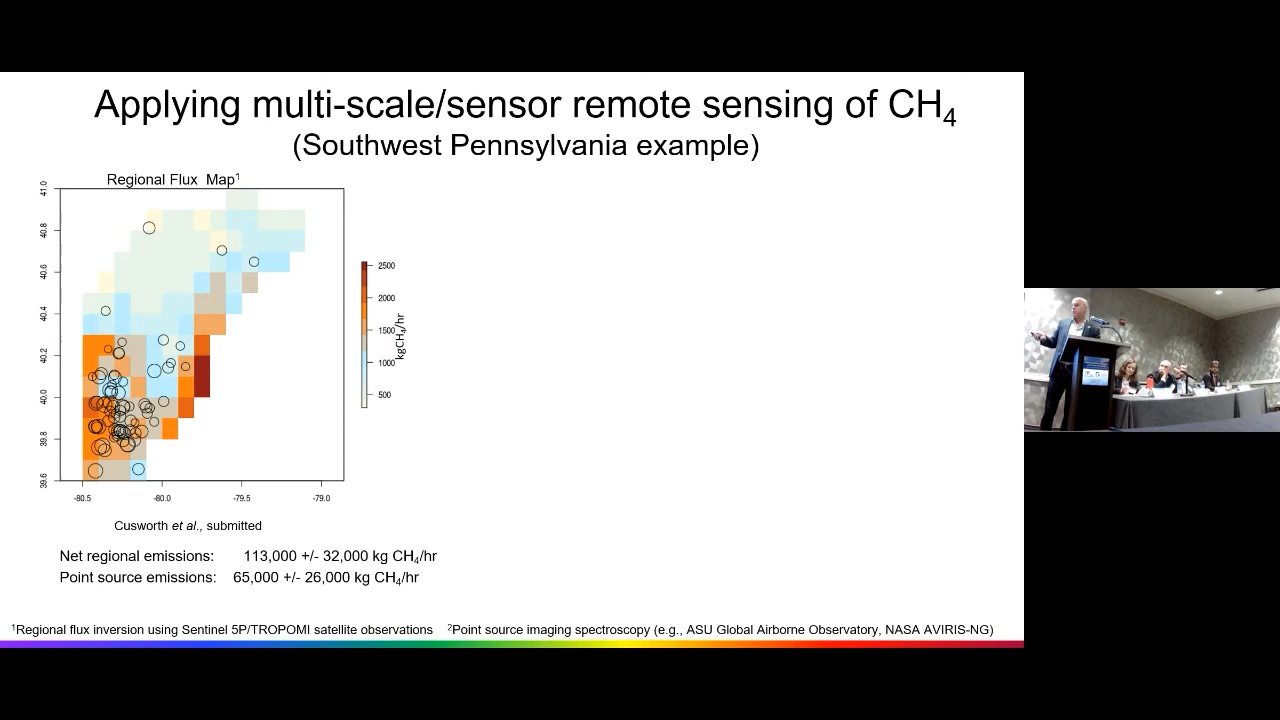 Applying multi-scale/sensor remote sensing of CH₄
(Southwest Pennsylvania example)
Regional Flux Map¹
41.0
40.8
40.6
40.4
40.2
40.0
39.8
39.6
-80.5 -80.0 -79.5 -79.0
2500
2000
1500
1000
500
kgCH₄/hr
Cusworth et al., submitted
Net regional emissions: 113,000 +/- 32,000 kg CH₄/hr
Point source emissions: 65,000 +/- 26,000 kg CH₄/hr
¹Regional flux inversion using Sentinel 5P/TROPOMI satellite observations ²Point source imaging spectroscopy (e.g., ASU Global Airborne Observatory, NASA AVIRIS-NG)